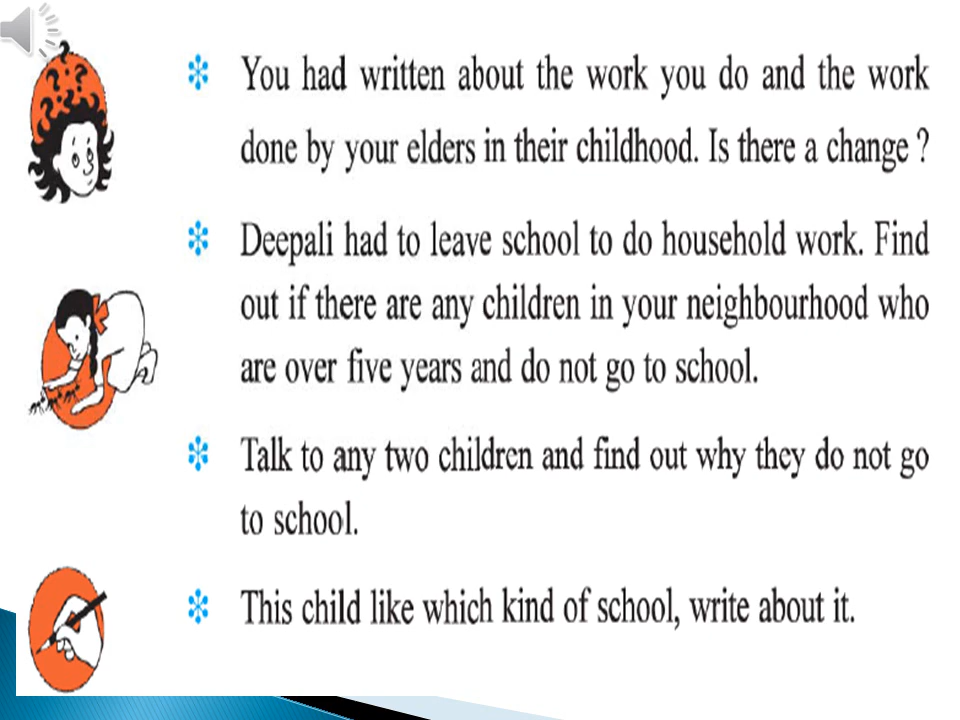 You had written about the work you do and the work
done by your elders in their childhood. Is there a change ?
Deepali had to leave school to do household work. Find
out if there are any children in your neighbourhood who
are over five years and do not go to school.
Talk to any two children and find out why they do not go
to school.
This child like which kind of school, write about it.